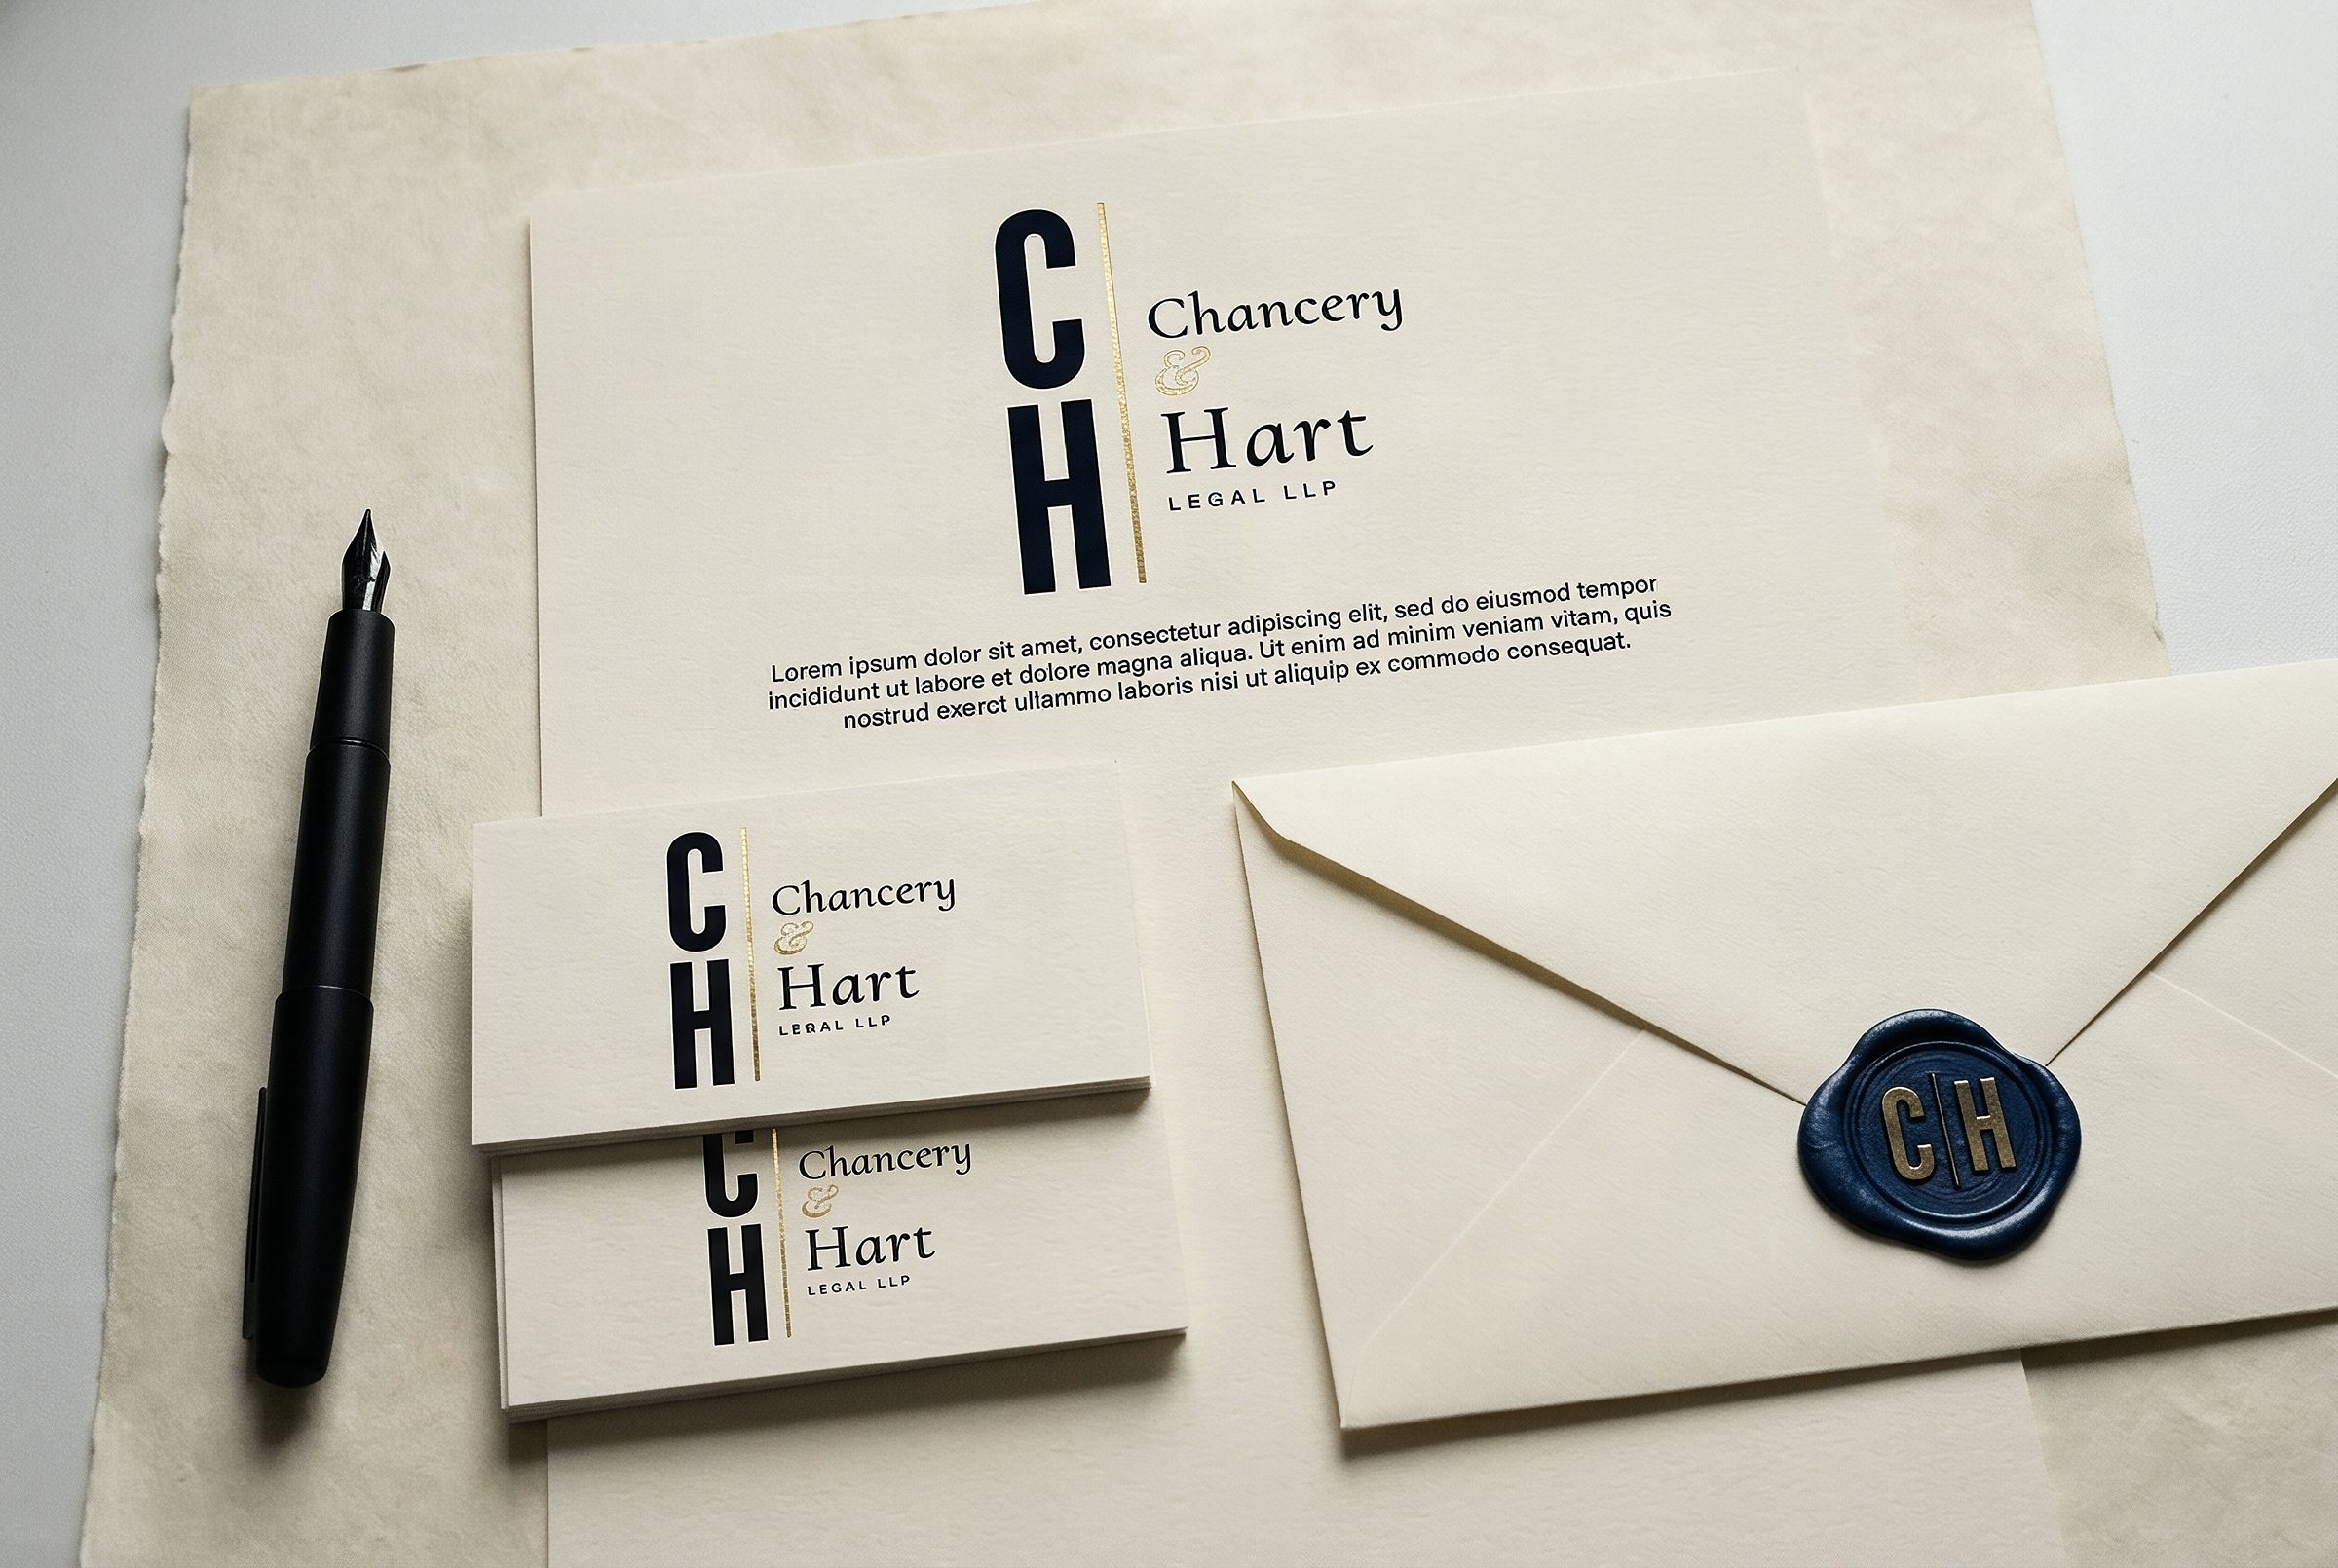 C
H
Chancery
&
Hart
LEGAL LLP
Lorem ipsum dolor sit amet, consectetur adipiscing elit, sed do eiusmod tempor
incididunt ut labore et dolore magna aliqua. Ut enim ad minim veniam vitam, quis
nostrud exerct ullammo laboris nisi ut aliquip ex commodo consequat.
C
H
Chancery
&
Hart
LERAL LLP
C
H
Chancery
&
Hart
LEGAL LLP
C|H